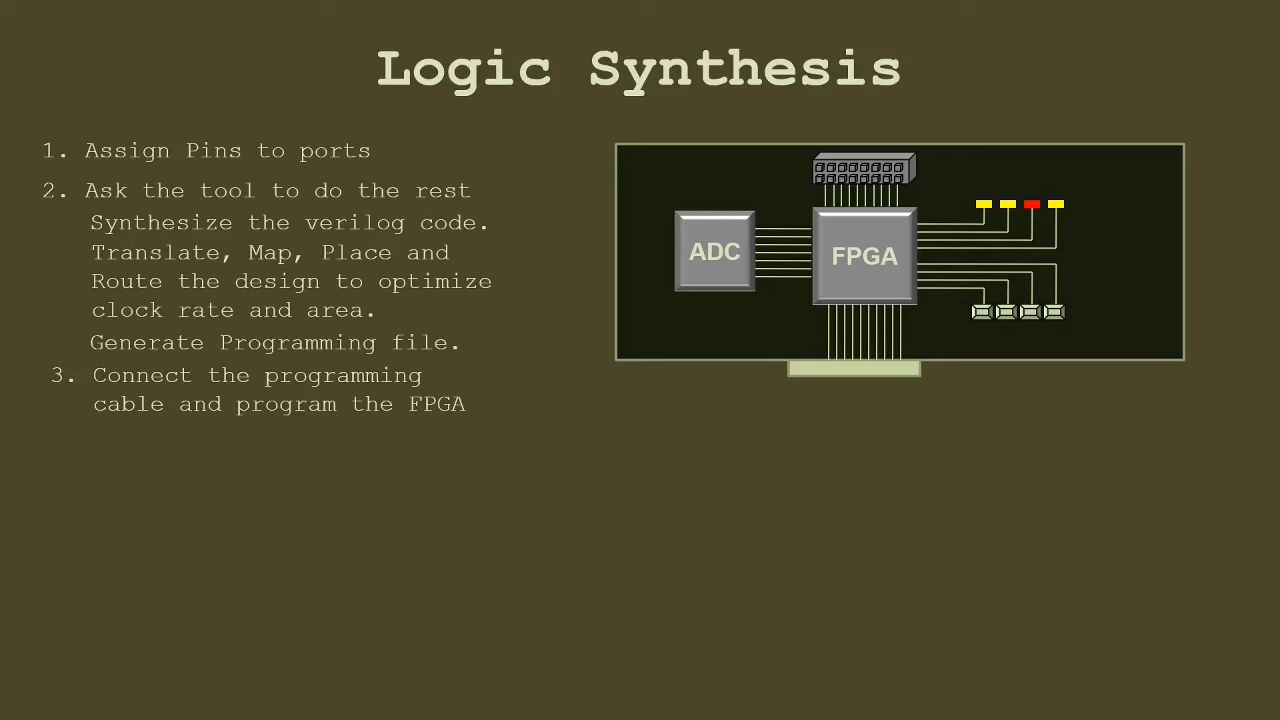 Logic Synthesis
1. Assign Pins to ports
2. Ask the tool to do the rest
Synthesize the verilog code.
Translate, Map, Place and
Route the design to optimize
clock rate and area.
Generate Programming file.
3. Connect the programming
cable and program the FPGA
ADC
FPGA